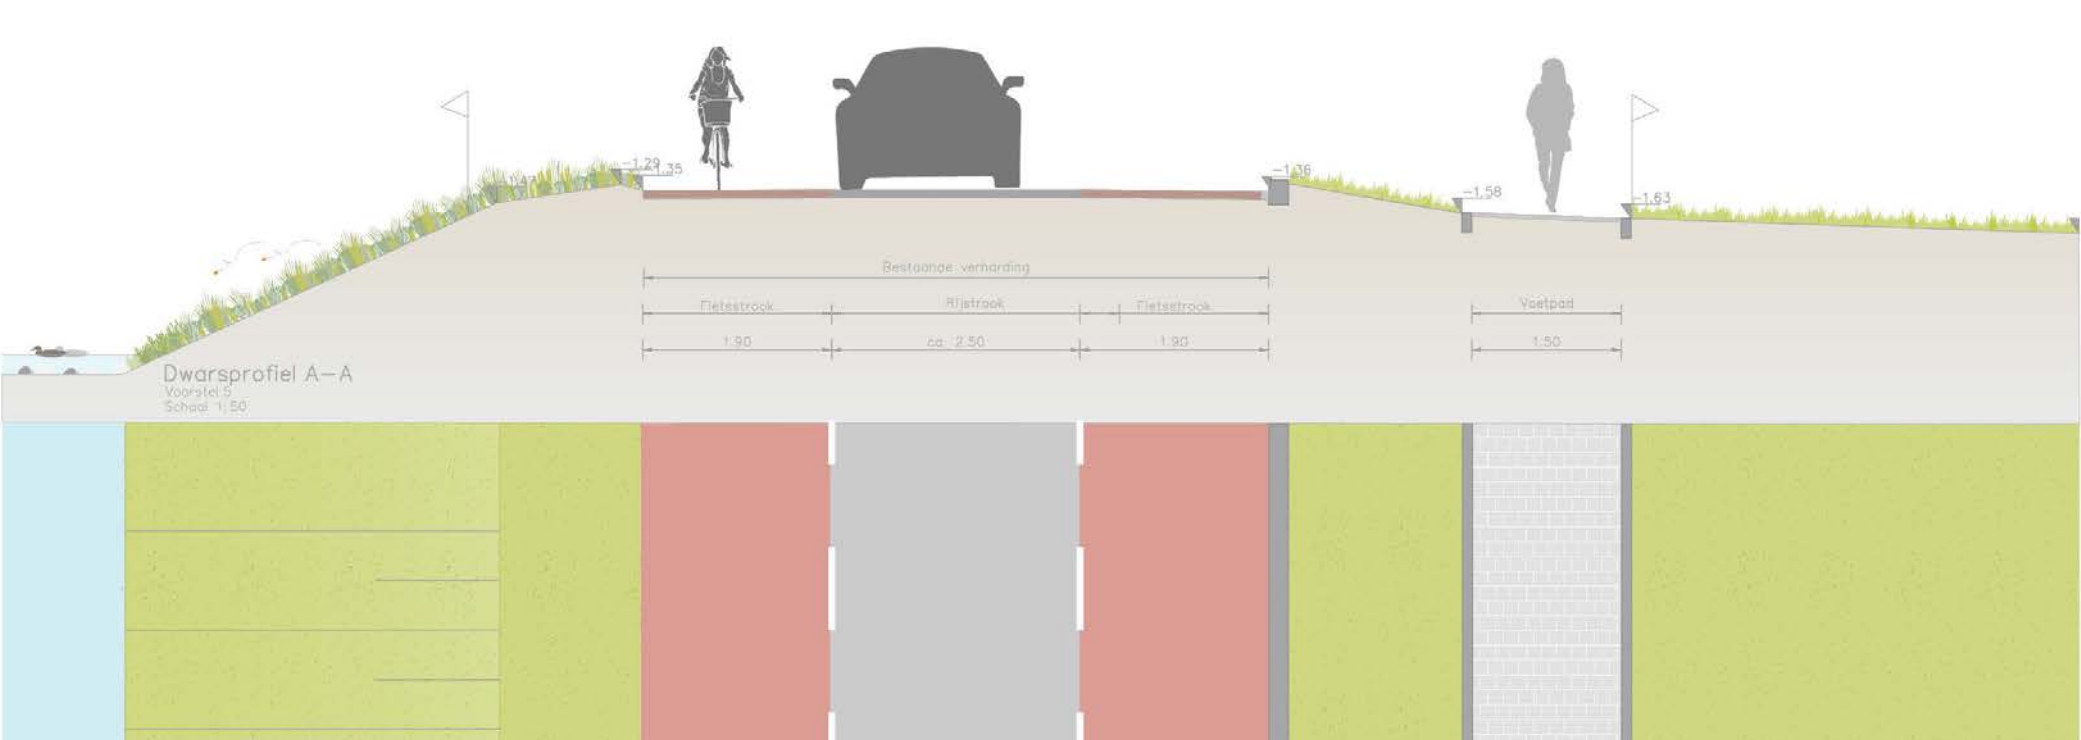 -1.29
-1.35
-1.36
-1.58
-1.63
Bestaande verharding
Fietsstrook
Rijstrook
Fietsstrook
Voetpad
1.90
ca. 2.50
1.90
1.50
Dwarsprofiel A-A
Voorstel 5
Schaal 1:50